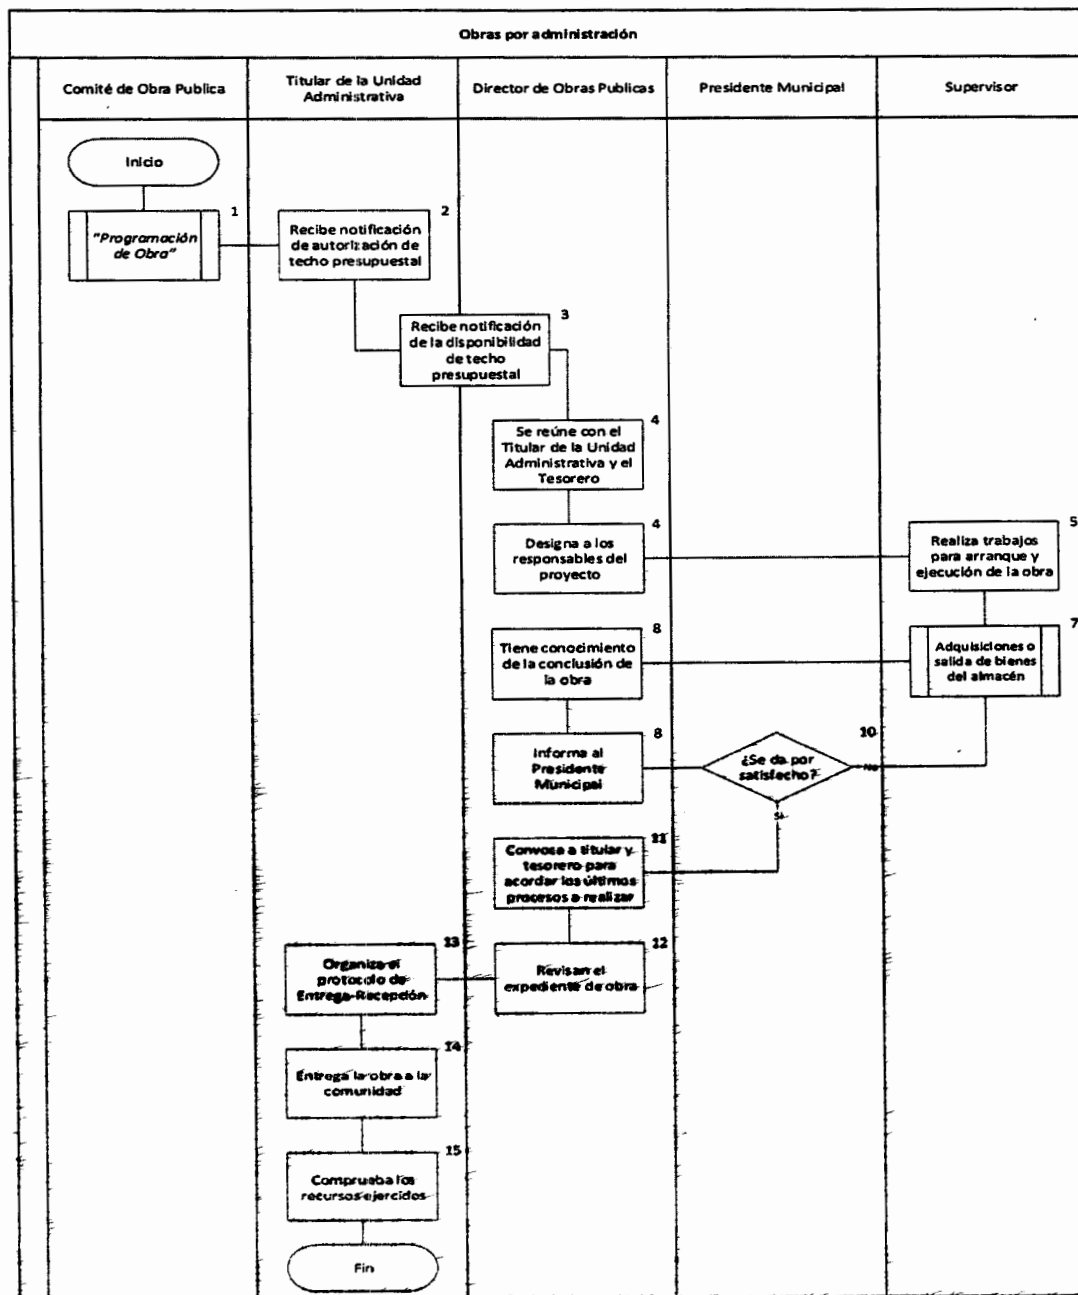 Obras por administración
Comité de Obra Publica
Titular de la Unidad
Administrativa
Director de Obras Publicas
Presidente Municipal
Supervisor
Inicio
1
"Programación
de Obra"
2
Recibe notificación
de autorización de
techo presupuestal
3
Recibe notificación
de la disponibilidad
de techo
presupuestal
4
Se reúne con el
Titular de la Unidad
Administrativa y el
Tesorero
4
Designa a los
responsables del
proyecto
5
Realiza trabajos
para arranque y
ejecución de la obra
8
Tiene conocimiento
de la conclusión de
la obra
7
Adquisiciones o
salida de bienes
del almacén
8
Informa al
Presidente
Municipal
10
¿Se da por
satisfecho?
No
Si
11
Convoca a titular y
tesorero para
acordar los últimos
procesos a realizar
12
Revisan el
expediente de obra
13
Organiza el
protocolo de
Entrega-Recepción
14
Entrega la obra a la
comunidad
15
Comprueba los
recursos ejercidos
Fin